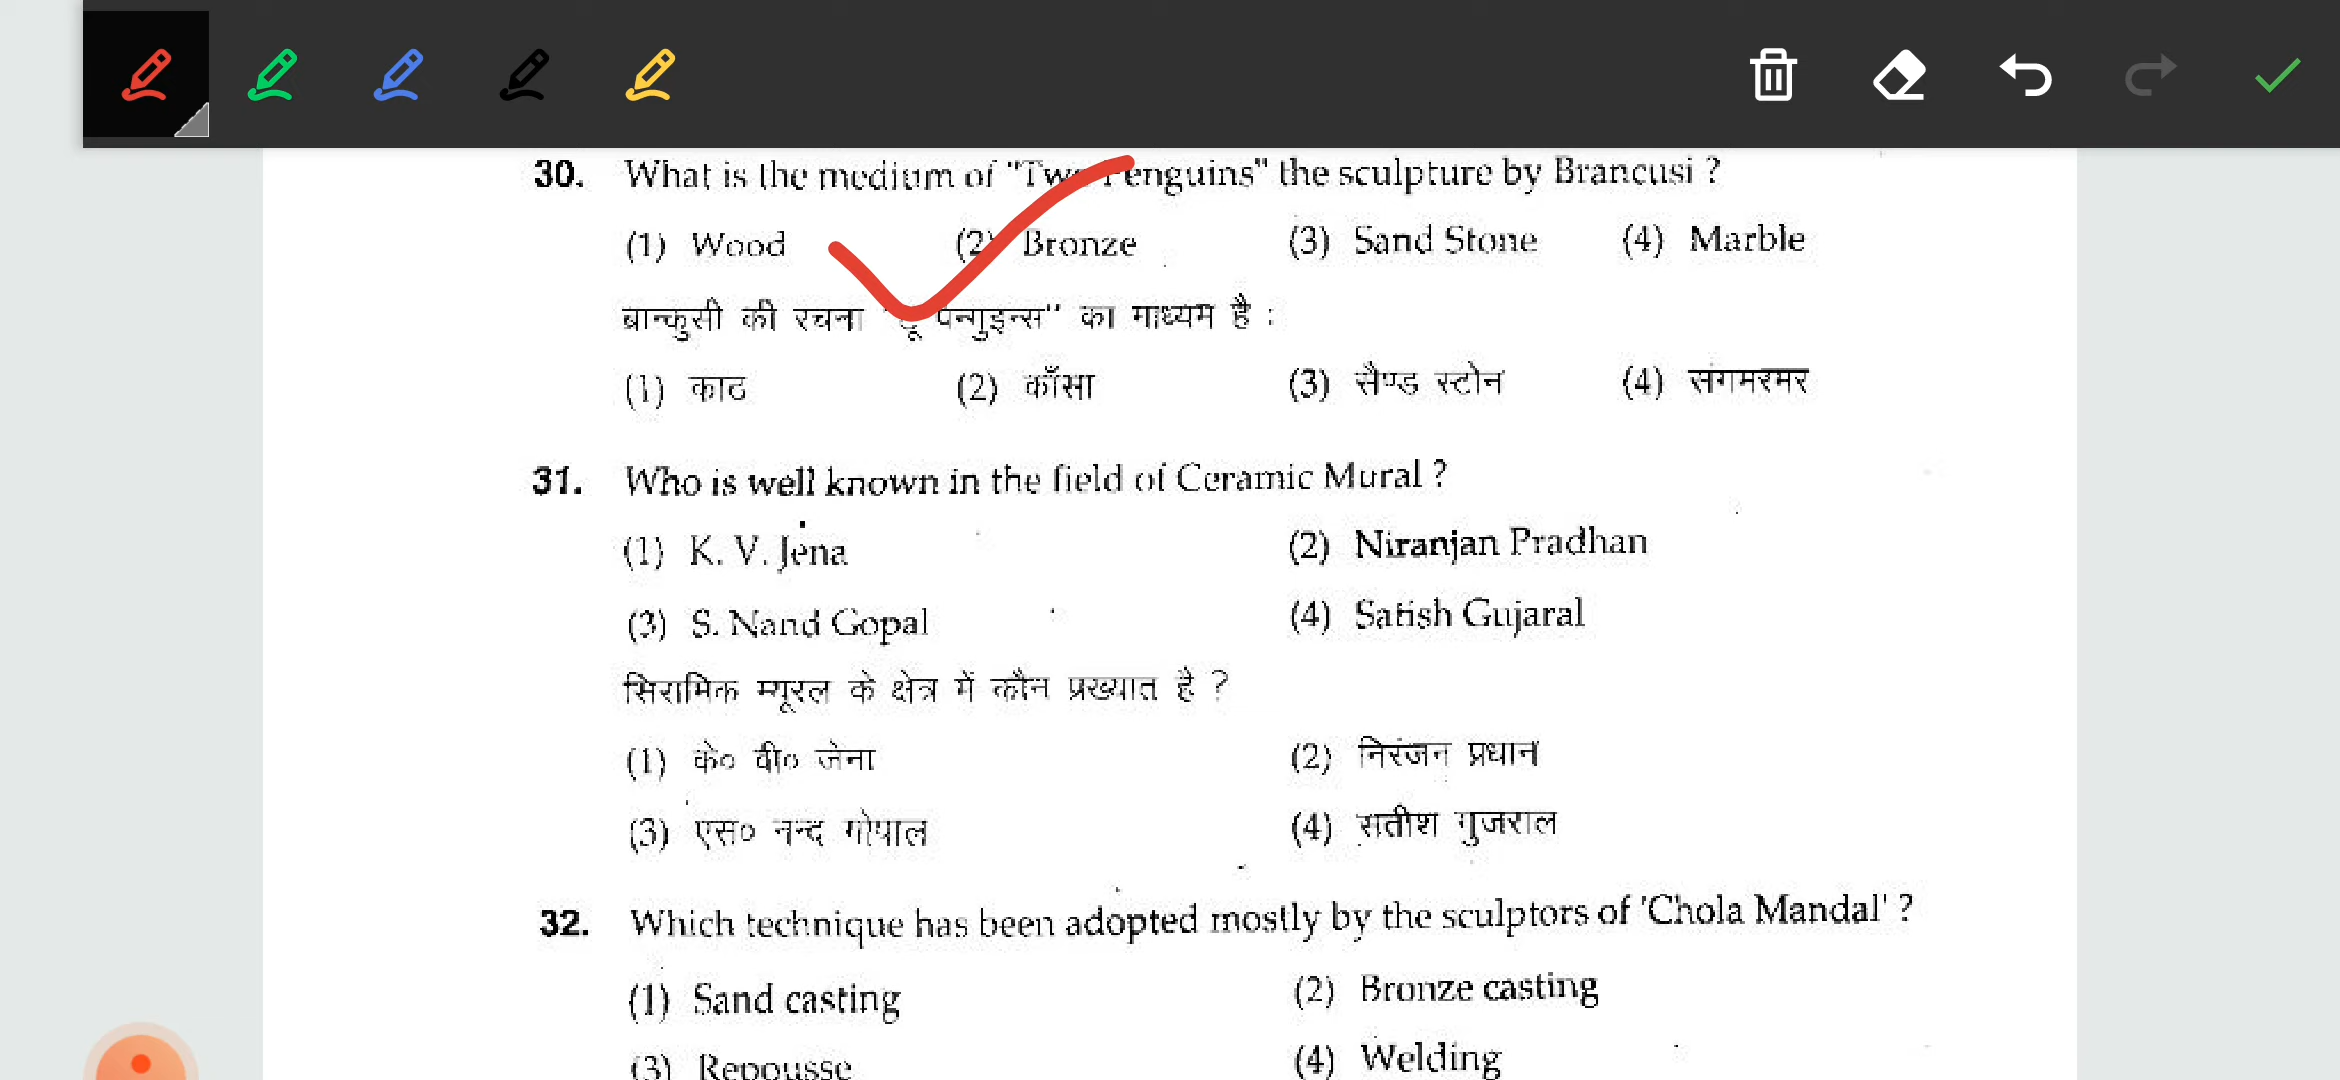 30. What is the medium of "Two Penguins" the sculpture by Brancusi ?
(1) Wood (2) Bronze (3) Sand Stone (4) Marble
ब्रान्कुसी की रचना "टू पेन्गुइन्स" का माध्यम है :
(1) काठ (2) काँसा (3) सैण्ड स्टोन (4) संगमरमर
31. Who is well known in the field of Ceramic Mural ?
(1) K. V. Jena (2) Niranjan Pradhan
(3) S. Nand Gopal (4) Satish Gujaral
सिरामिक म्यूरल के क्षेत्र में कौन प्रख्यात है ?
(1) के० वी० जेना (2) निरंजन प्रधान
(3) एस० नन्द गोपाल (4) सतीश गुजराल
32. Which technique has been adopted mostly by the sculptors of 'Chola Mandal' ?
(1) Sand casting (2) Bronze casting
(3) Repousse (4) Welding